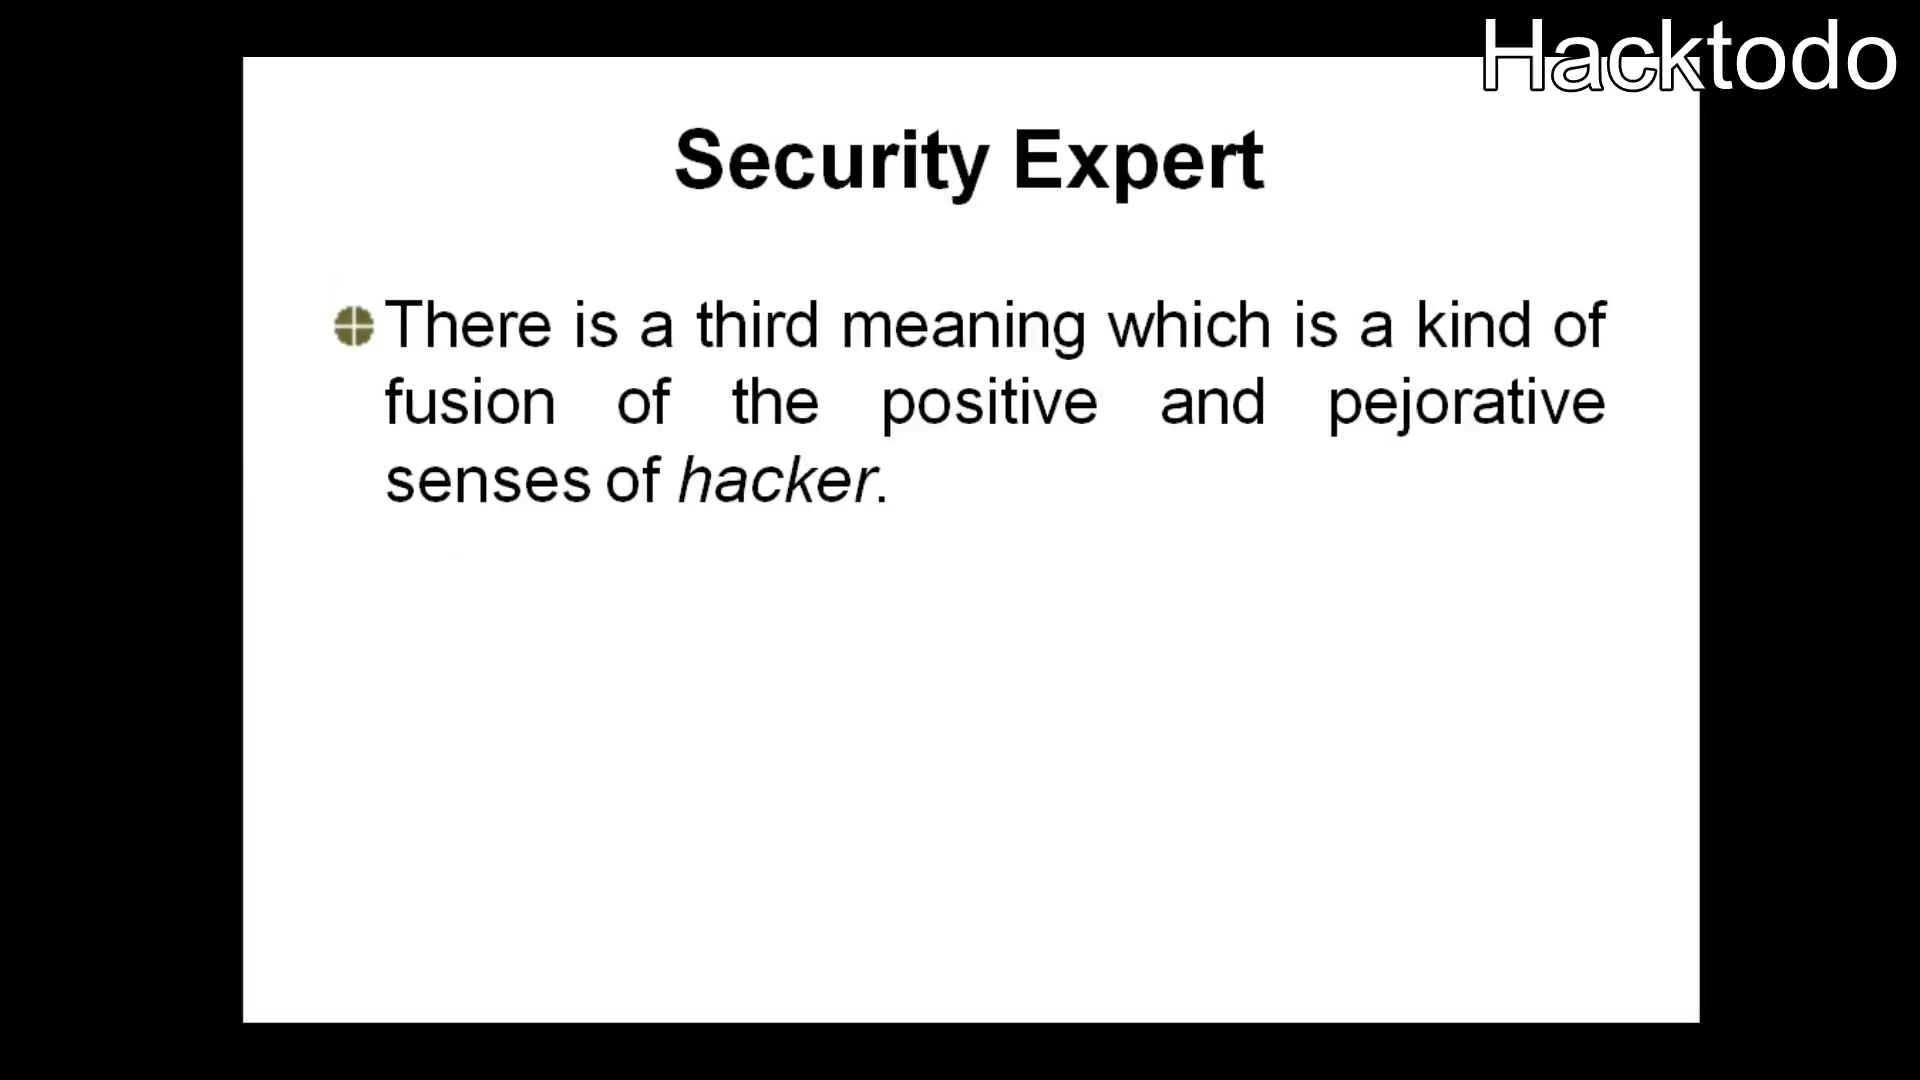 Hacktodo
Security Expert
There is a third meaning which is a kind of
fusion of the positive and pejorative
senses of hacker.